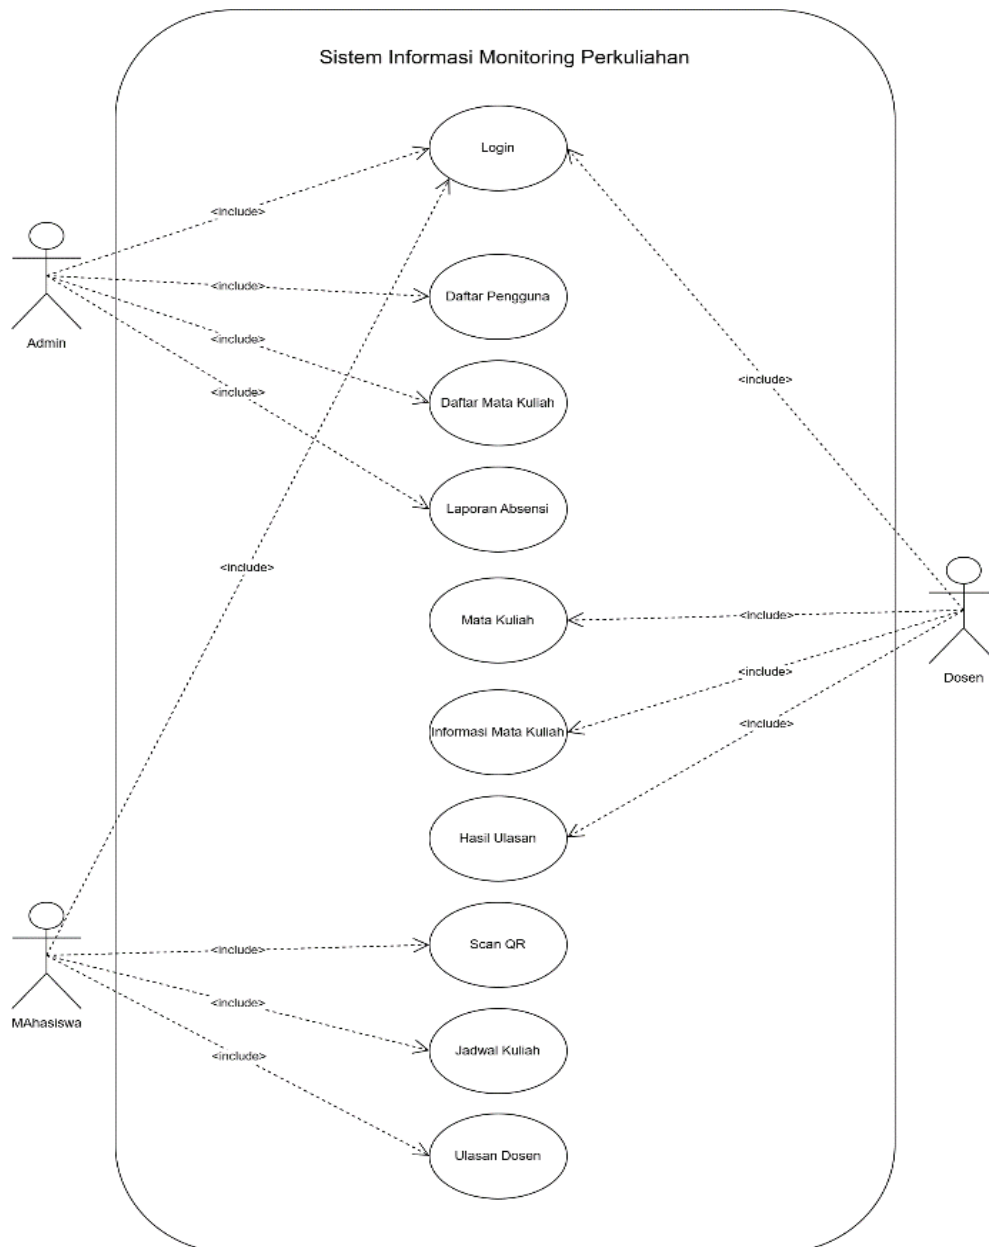 Sistem Informasi Monitoring Perkuliahan
Login
<include>
Admin
<include>
Daftar Pengguna
<include>
<include>
Daftar Mata Kuliah
<include>
Laporan Absensi
<include>
Mata Kuliah
<include>
Dosen
<include>
Informasi Mata Kuliah
<include>
Hasil Ulasan
Scan QR
<include>
MAhasiswa
<include>
Jadwal Kuliah
<include>
Ulasan Dosen